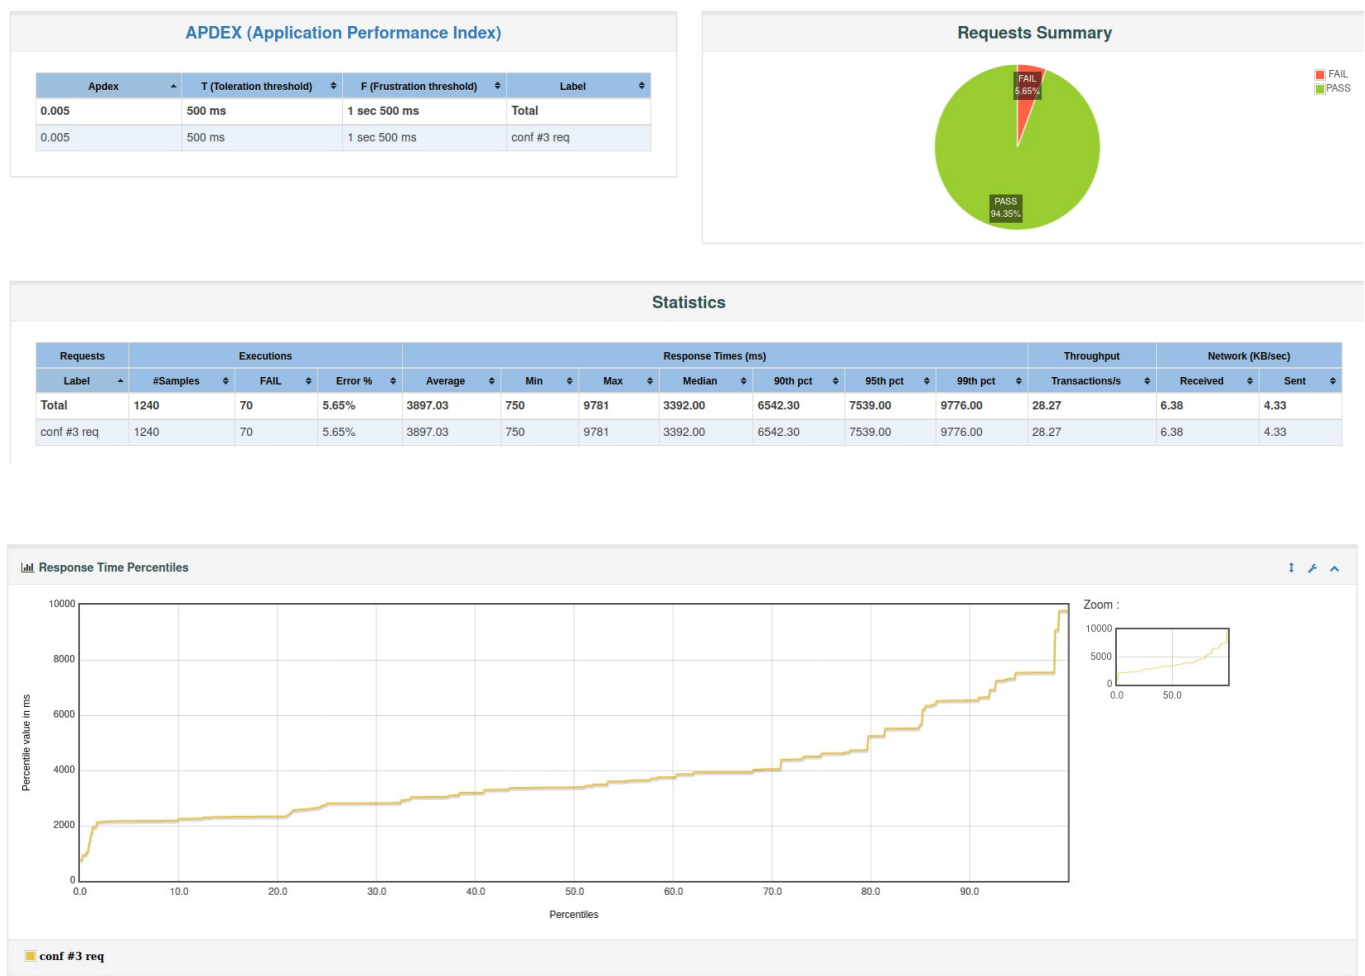 APDEX (Application Performance Index)
Apdex T (Toleration threshold) F (Frustration threshold) Label
0.005 500 ms 1 sec 500 ms Total
0.005 500 ms 1 sec 500 ms conf #3 req
Requests Summary
FAIL
5.65%
PASS
94.35%
FAIL
PASS
Statistics
Requests Executions Response Times (ms) Throughput Network (KB/sec)
Label #Samples FAIL Error % Average Min Max Median 90th pct 95th pct 99th pct Transactions/s Received Sent
Total 1240 70 5.65% 3897.03 750 9781 3392.00 6542.30 7539.00 9776.00 28.27 6.38 4.33
conf #3 req 1240 70 5.65% 3897.03 750 9781 3392.00 6542.30 7539.00 9776.00 28.27 6.38 4.33
Response Time Percentiles
Percentile value in ms
10000
8000
6000
4000
2000
0
0.0 10.0 20.0 30.0 40.0 50.0 60.0 70.0 80.0 90.0
Percentiles
Zoom :
10000
5000
0
0.0 50.0
conf #3 req